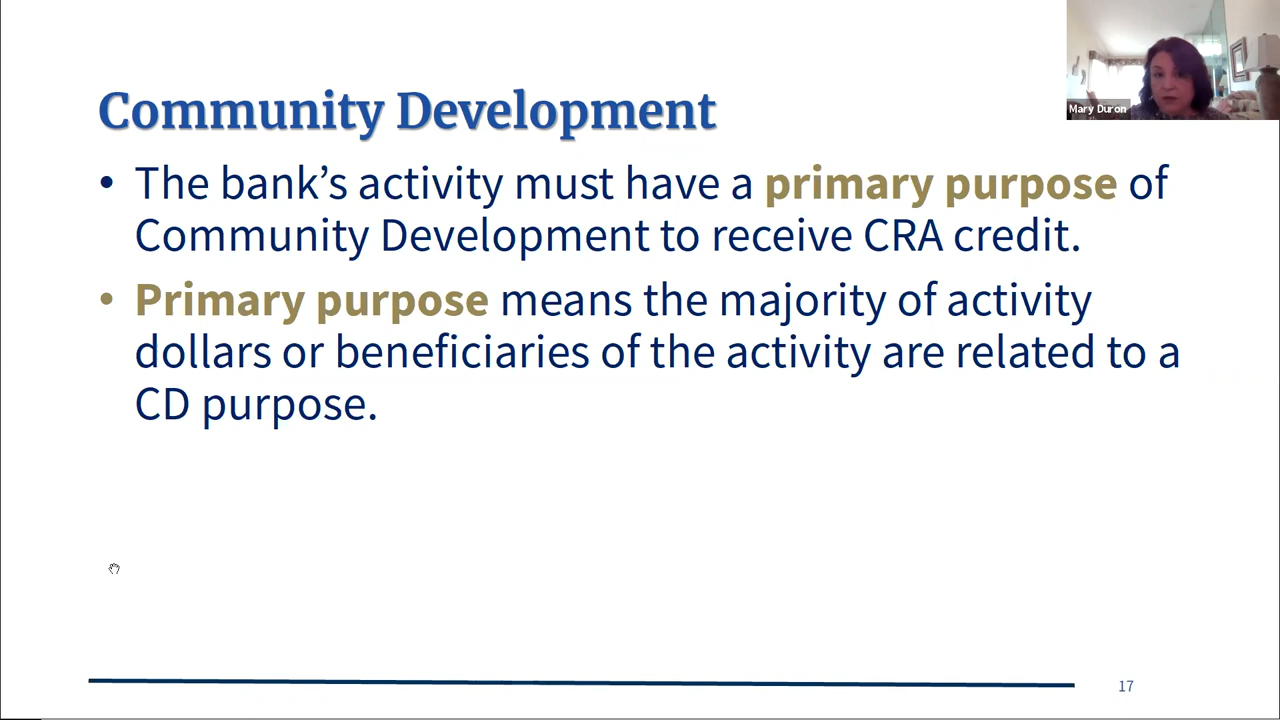 Mary Duron
Community Development
• The bank’s activity must have a primary purpose of
Community Development to receive CRA credit.
• Primary purpose means the majority of activity
dollars or beneficiaries of the activity are related to a
CD purpose.
17